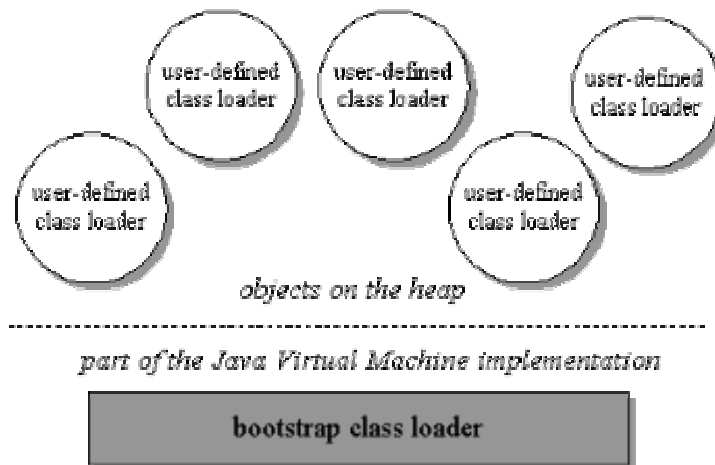 user-defined
class loader
user-defined
class loader
user-defined
class loader
user-defined
class loader
user-defined
class loader
objects on the heap
part of the Java Virtual Machine implementation
bootstrap class loader